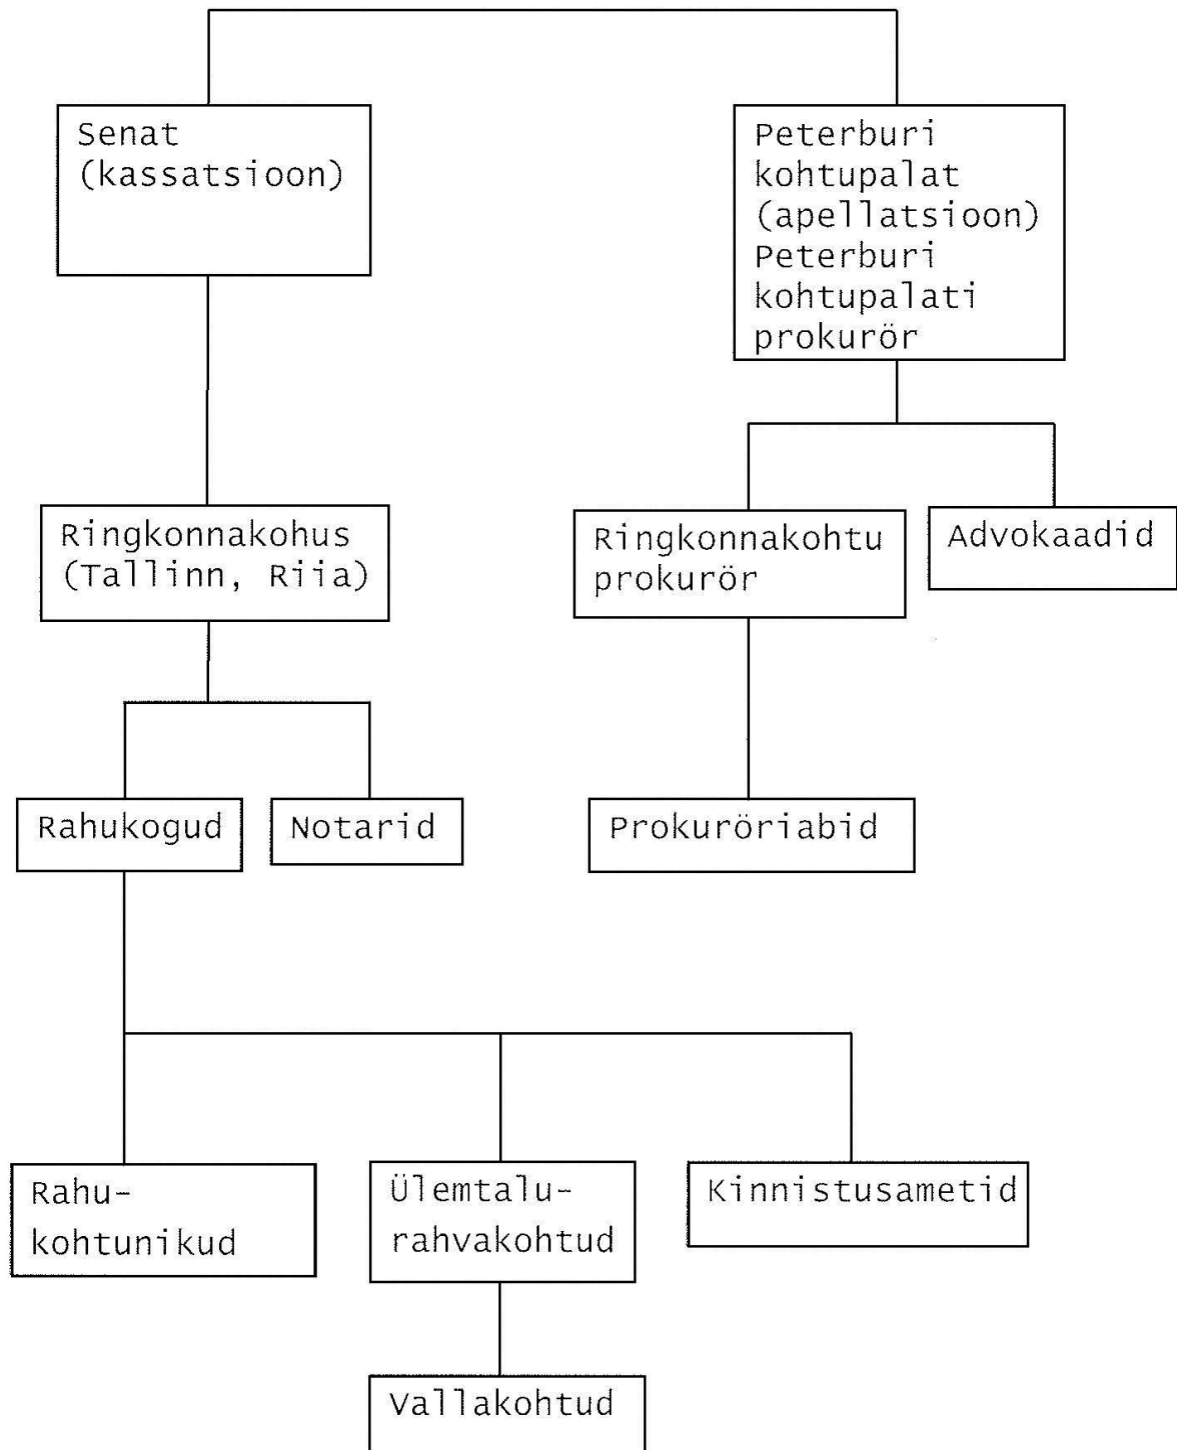 Senat
(kassatsioon)
Peterburi
kohtupalat
(apellatsioon)
Peterburi
kohtupalati
prokurör
Ringkonnakohus
(Tallinn, Riia)
Ringkonnakohtu
prokurör
Advokaadid
Rahukogud
Notarid
Prokuröriabid
Rahu-
kohtunikud
Ülemtalu-
rahvakohtud
Kinnistusametid
Vallakohtud